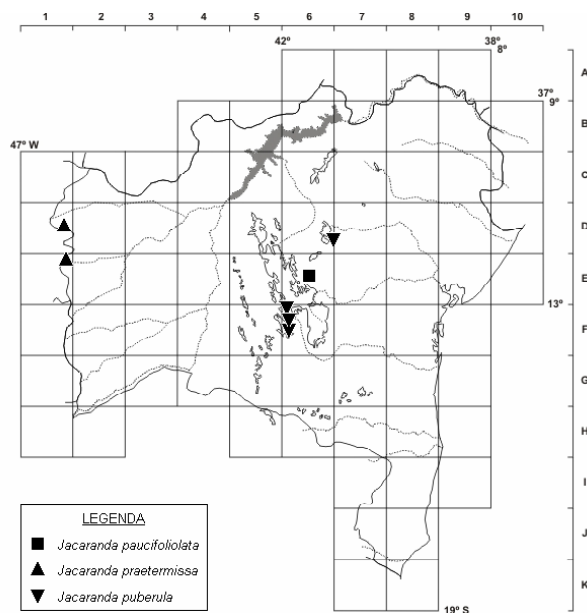 1 2 3 4 5 6 7 8 9 10
42° 38°
8°
A
37°
9°
B
47° W
C
D
E
13°
F
G
H
I
J
K
19° S
LEGENDA
Jacaranda paucifoliolata
Jacaranda praetermissa
Jacaranda puberula